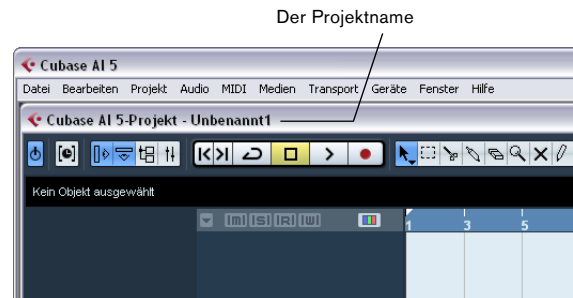 Der Projektname
Cubase AI 5
Datei Bearbeiten Projekt Audio MIDI Medien Transport Geräte Fenster Hilfe
Cubase AI 5-Projekt - Unbenannt1
Kein Objekt ausgewählt
M S R W
1 3 5